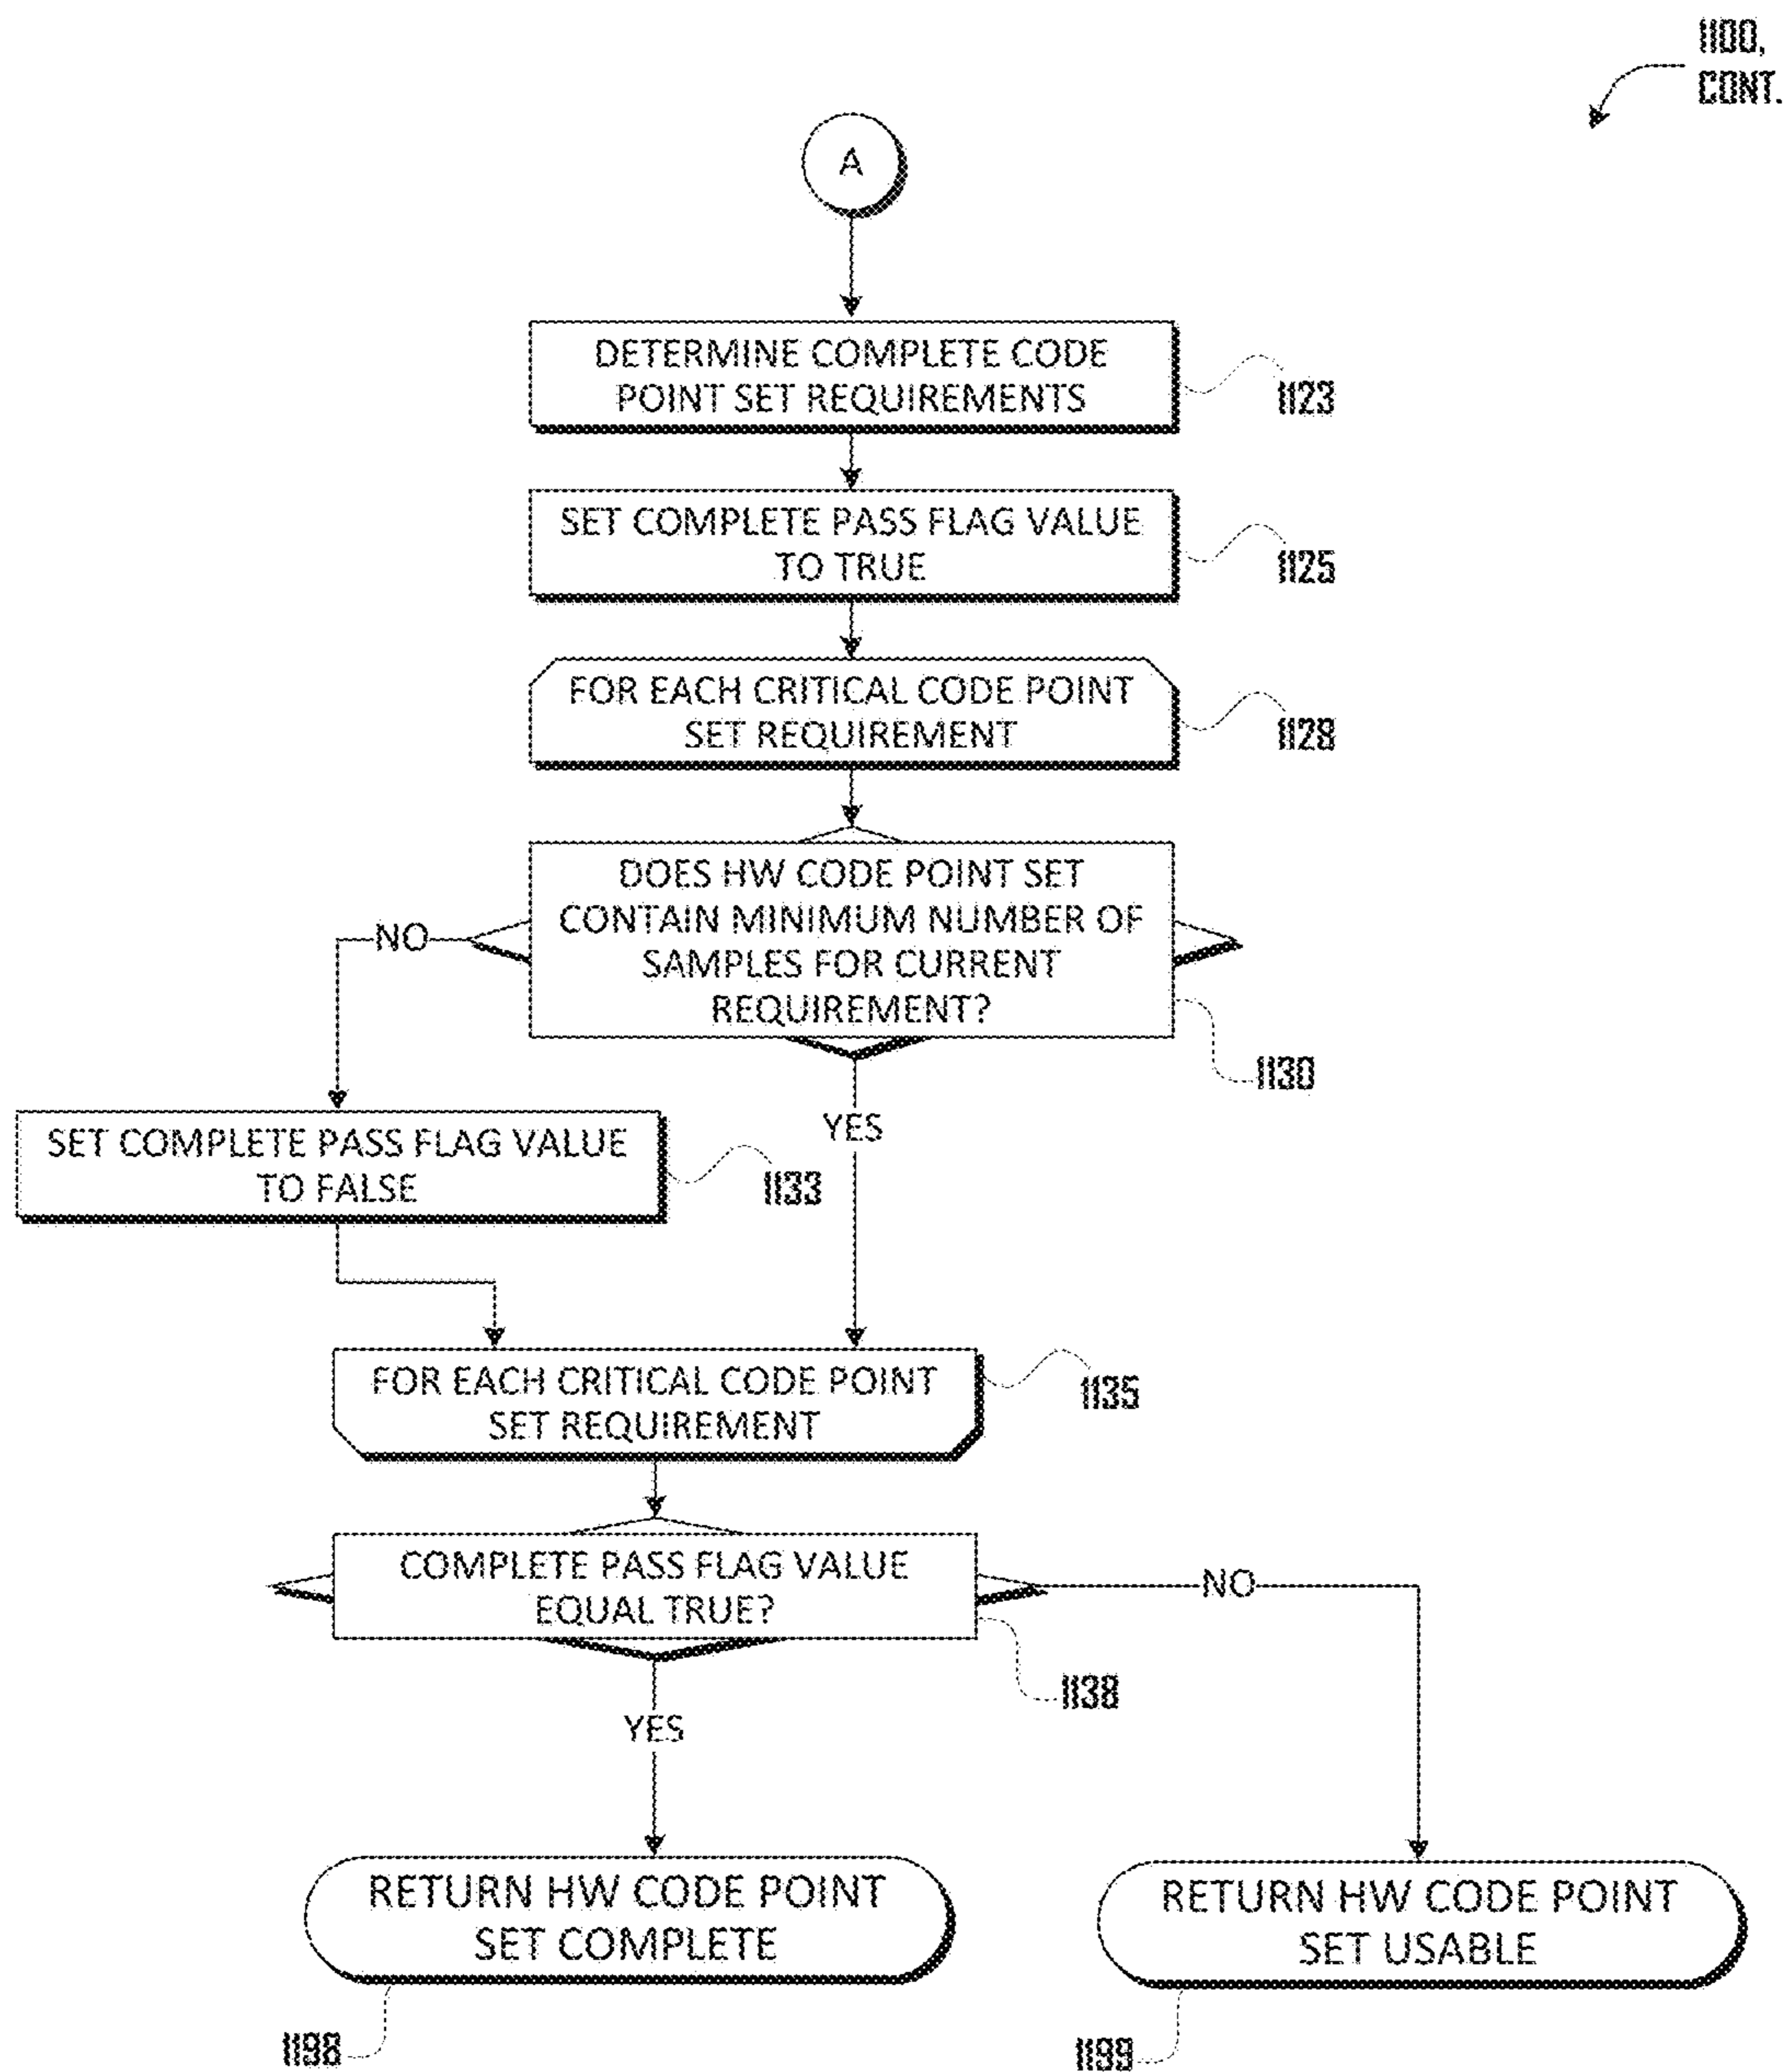 1100,
CONT.
A
DETERMINE COMPLETE CODE
POINT SET REQUIREMENTS
1123
SET COMPLETE PASS FLAG VALUE
TO TRUE
1125
FOR EACH CRITICAL CODE POINT
SET REQUIREMENT
1128
DOES HW CODE POINT SET
CONTAIN MINIMUM NUMBER OF
SAMPLES FOR CURRENT
REQUIREMENT?
NO
1130
YES
SET COMPLETE PASS FLAG VALUE
TO FALSE
1133
FOR EACH CRITICAL CODE POINT
SET REQUIREMENT
1135
COMPLETE PASS FLAG VALUE
EQUAL TRUE?
NO
1138
YES
RETURN HW CODE POINT
SET COMPLETE
RETURN HW CODE POINT
SET USABLE
1198
1199